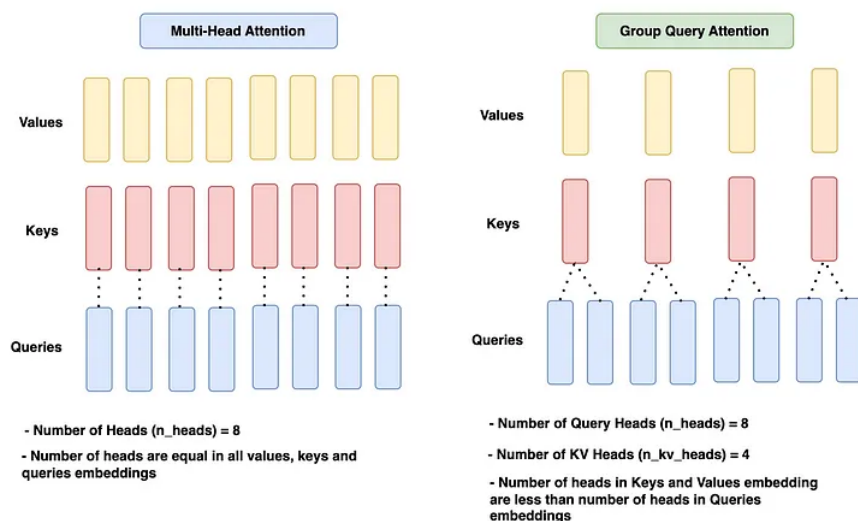 Multi-Head Attention
Values
Keys
Queries
- Number of Heads (n_heads) = 8
- Number of heads are equal in all values, keys and
queries embeddings
Group Query Attention
Values
Keys
Queries
- Number of Query Heads (n_heads) = 8
- Number of KV Heads (n_kv_heads) = 4
- Number of heads in Keys and Values embedding
are less than number of heads in Queries
embeddings